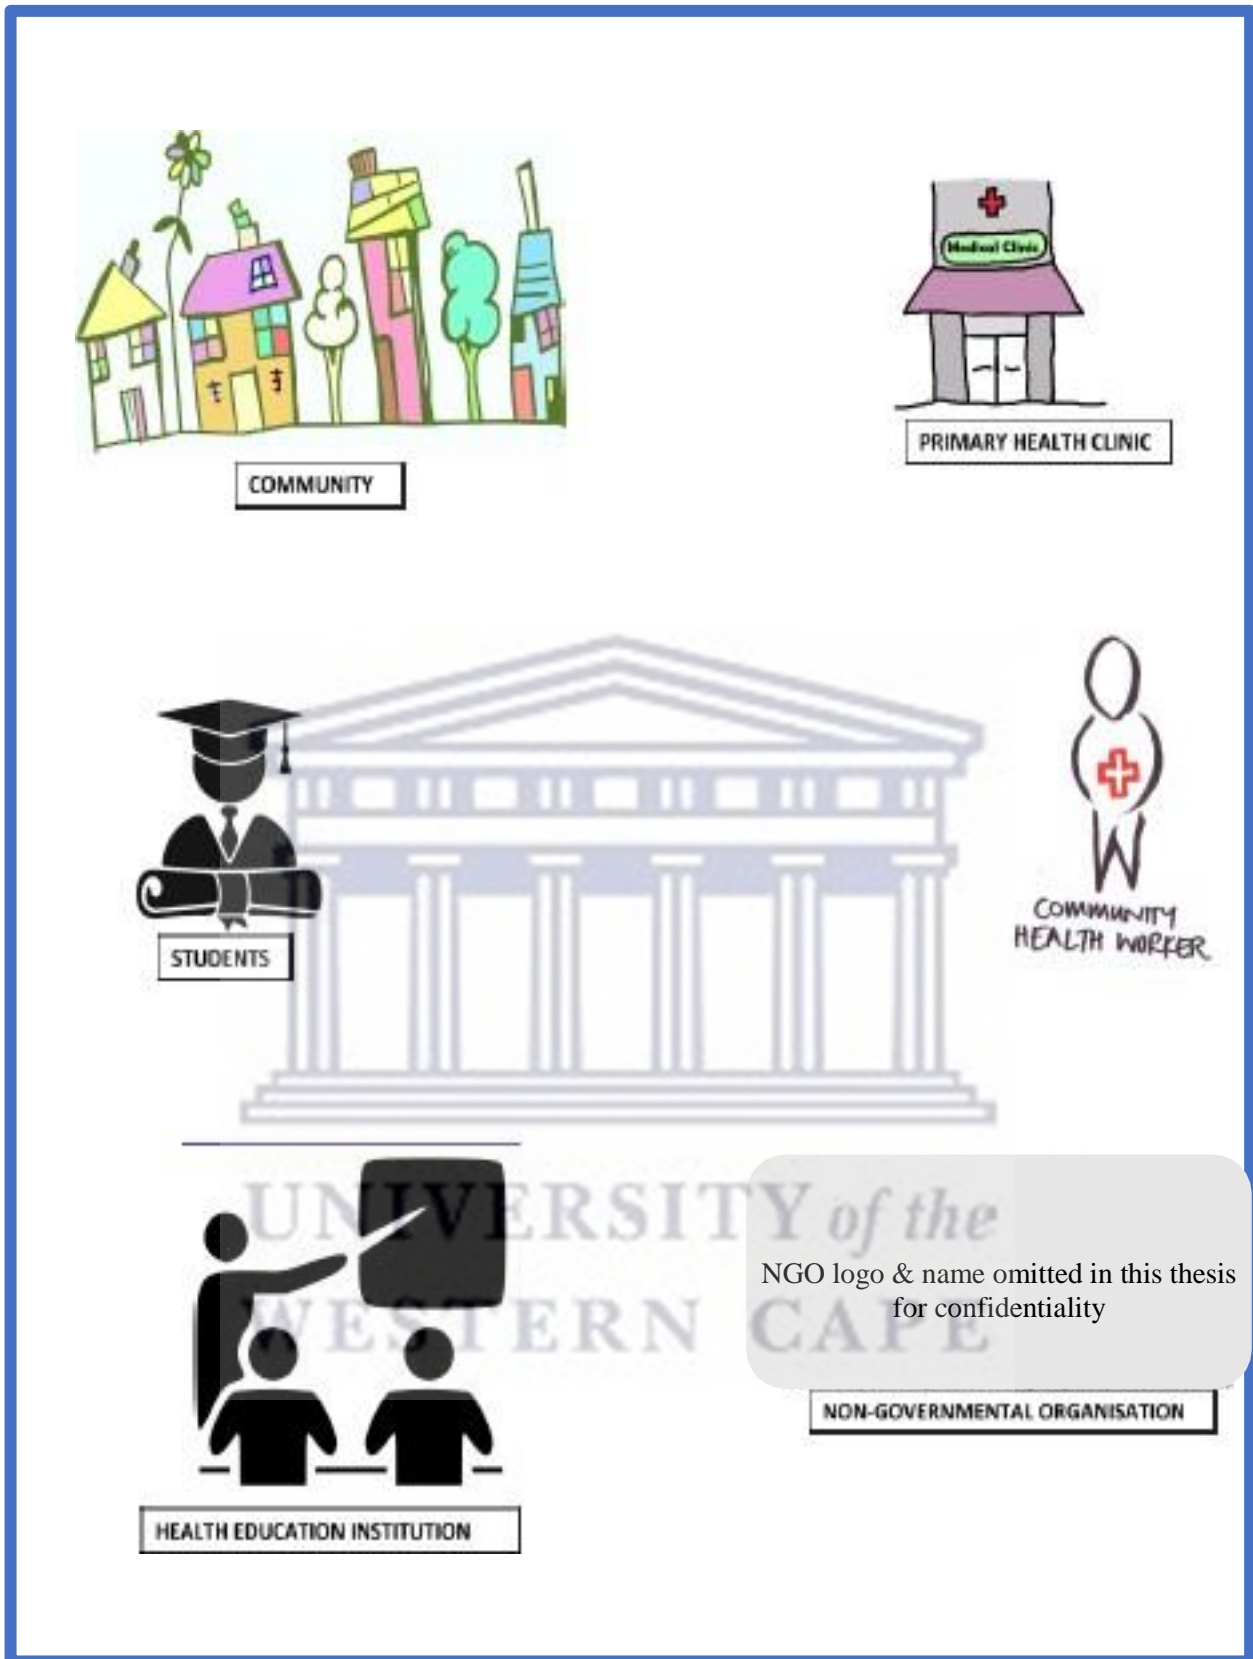 Medical Clinic
PRIMARY HEALTH CLINIC
COMMUNITY
STUDENTS
COMMUNITY
HEALTH WORKER
UNIVERSITY of the
WESTERN CAPE
NGO logo & name omitted in this thesis
for confidentiality
NON-GOVERNMENTAL ORGANISATION
HEALTH EDUCATION INSTITUTION